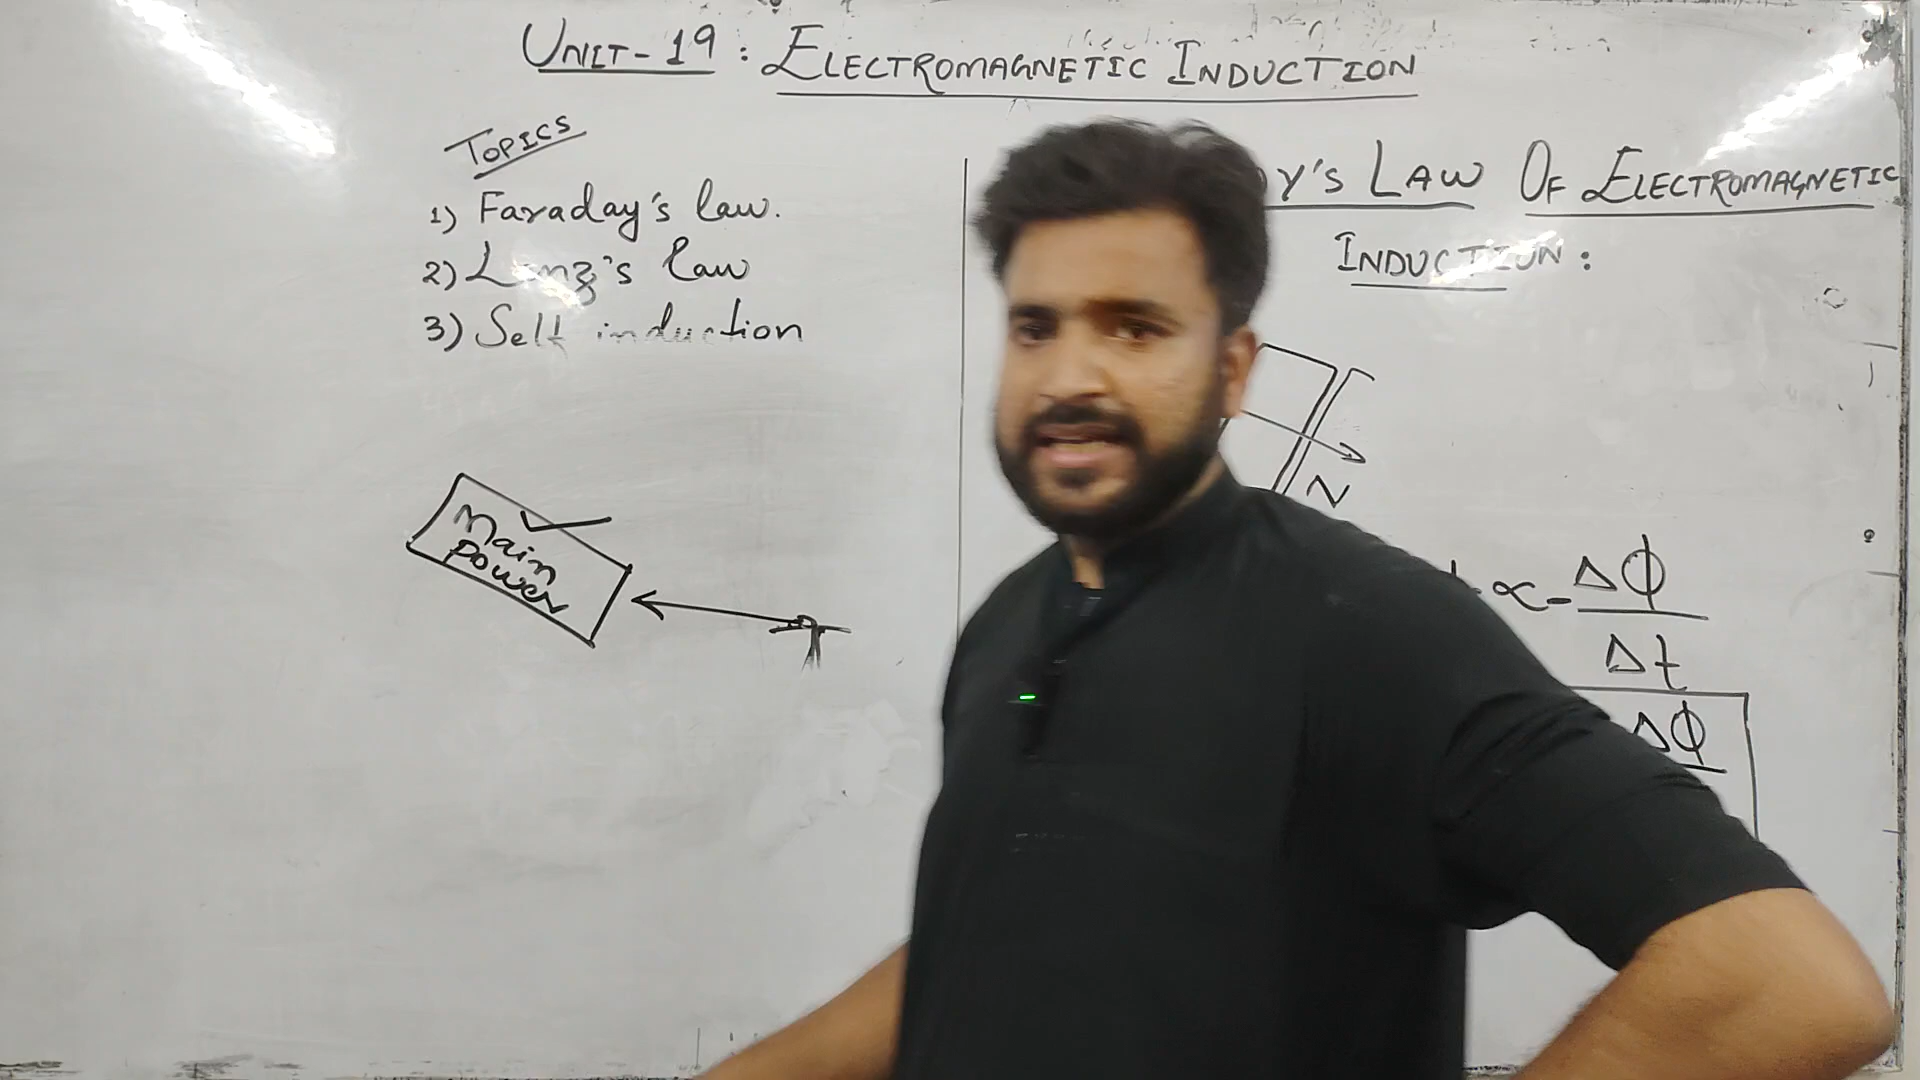 UNIT-19 : ELECTROMAGNETIC INDUCTION
TOPICS
1) Faraday's law.
2) Lenz's law
3) Self induction
Main
power
Y'S LAW OF ELECTROMAGNETIC
INDUCTION :
N
∝ - ΔΦ
Δt
ΔΦ